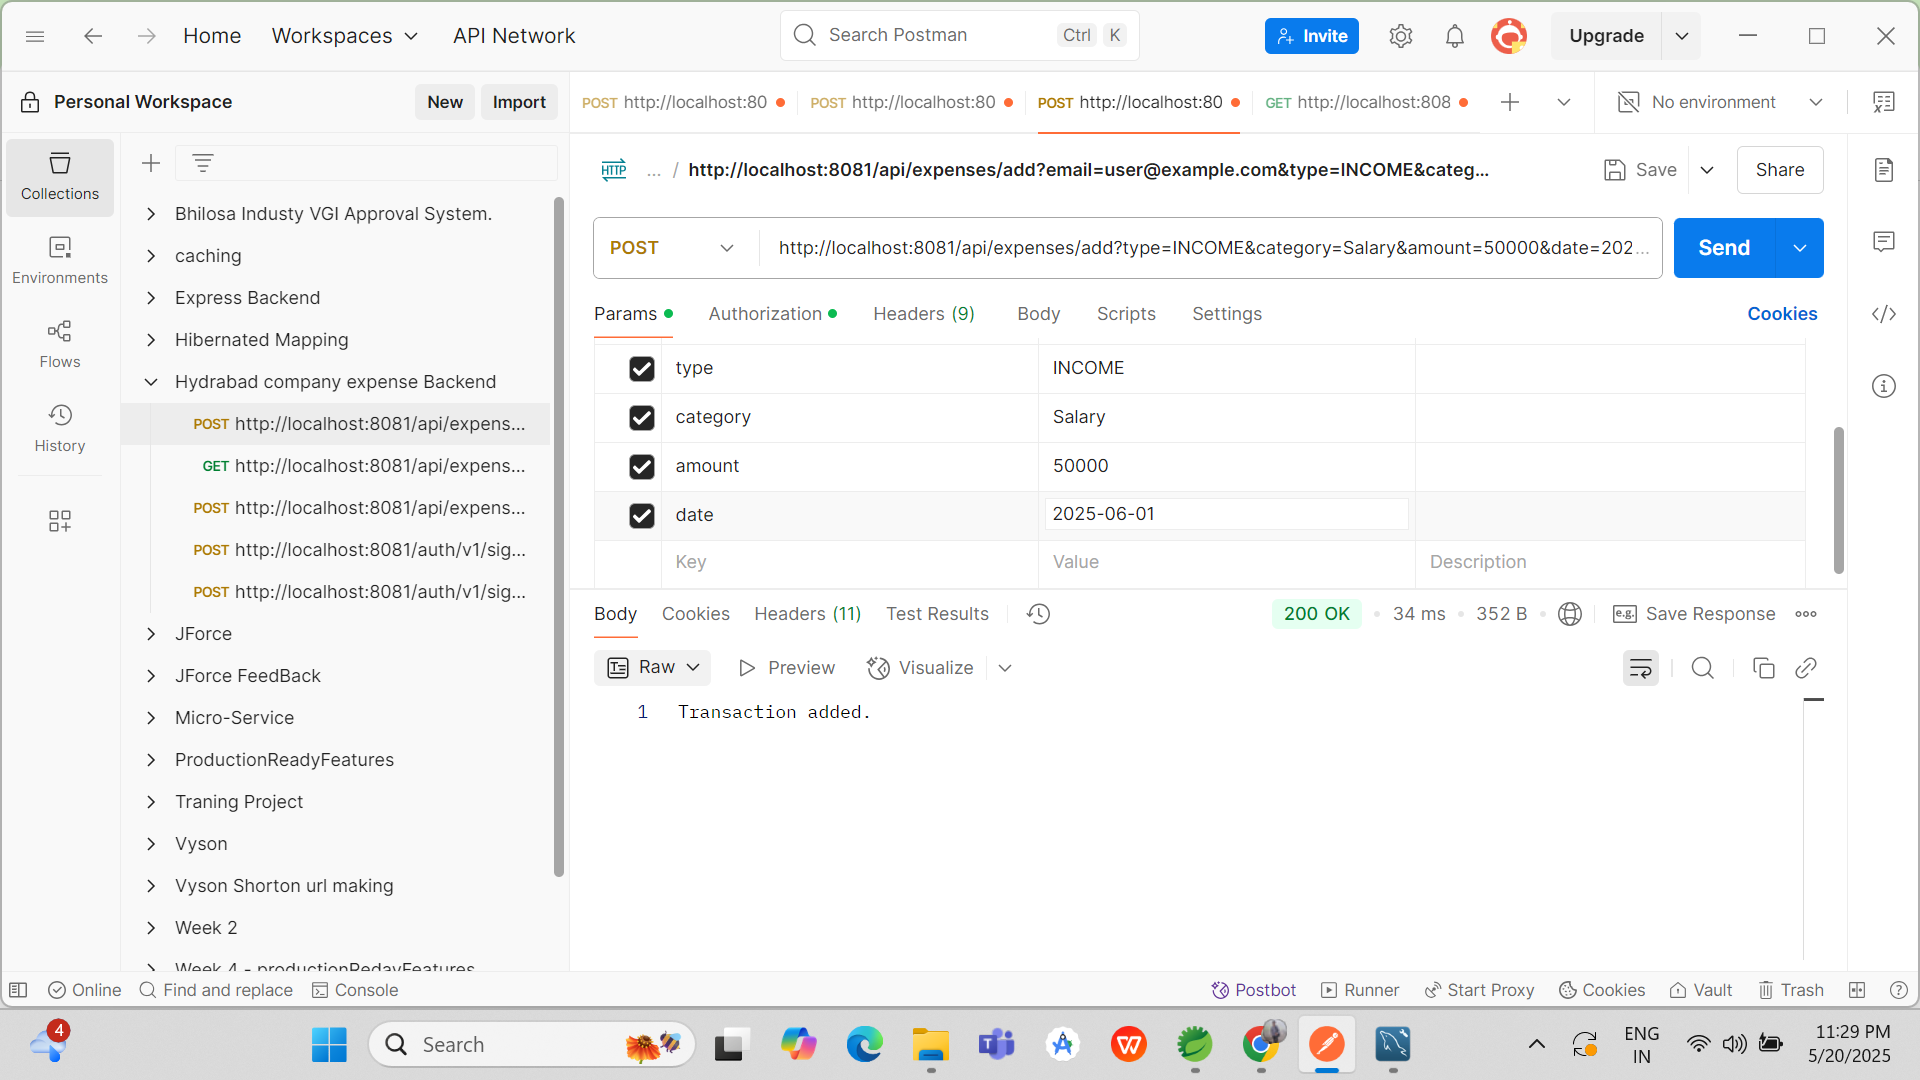 Home
Workspaces
API Network
Search Postman
Ctrl
K
Invite
Upgrade
Personal Workspace
New
Import
POST http://localhost:80
POST http://localhost:80
POST http://localhost:80
GET http://localhost:808
No environment
Collections
Environments
Flows
History
Bhilosa Industy VGI Approval System.
caching
Express Backend
Hibernated Mapping
Hydrabad company expense Backend
POST http://localhost:8081/api/expens...
GET http://localhost:8081/api/expens...
POST http://localhost:8081/api/expens...
POST http://localhost:8081/auth/v1/sig...
POST http://localhost:8081/auth/v1/sig...
JForce
JForce FeedBack
Micro-Service
ProductionReadyFeatures
Traning Project
Vyson
Vyson Shorton url making
Week 2
Week 4 - productionRedayFeatures
HTTP ... / http://localhost:8081/api/expenses/add?email=user@example.com&type=INCOME&categ...
Save
Share
POST
http://localhost:8081/api/expenses/add?type=INCOME&category=Salary&amount=50000&date=202...
Send
Params
Authorization
Headers (9)
Body
Scripts
Settings
Cookies
type INCOME
category Salary
amount 50000
date 2025-06-01
Key Value Description
Body
Cookies
Headers (11)
Test Results
200 OK
34 ms
352 B
e.g. Save Response
Raw
Preview
Visualize
1 Transaction added.
Online
Find and replace
Console
Postbot
Runner
Start Proxy
Cookies
Vault
Trash
4
Search
ENG
IN
11:29 PM
5/20/2025